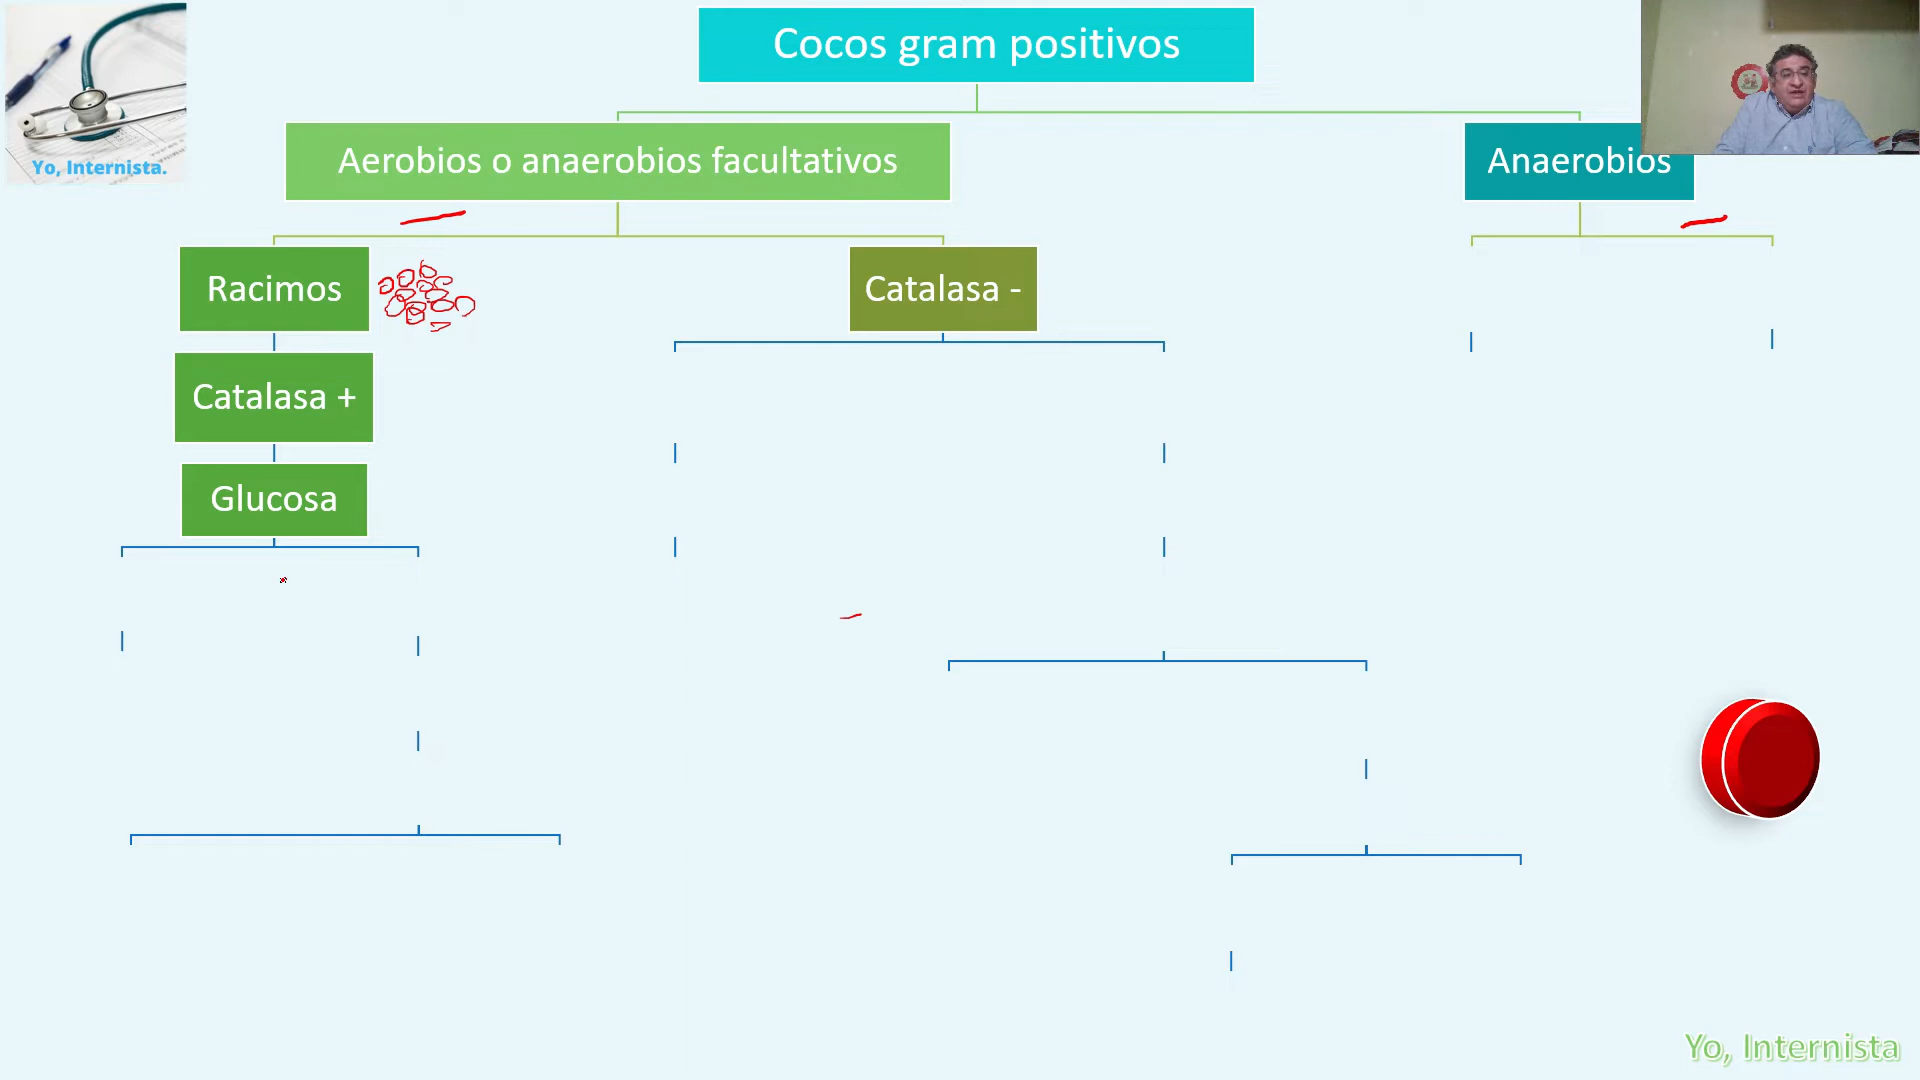 Cocos gram positivos
Yo, Internista.
Aerobios o anaerobios facultativos
Anaerobios
Racimos
Catalasa -
Catalasa +
Glucosa
Yo, Internista